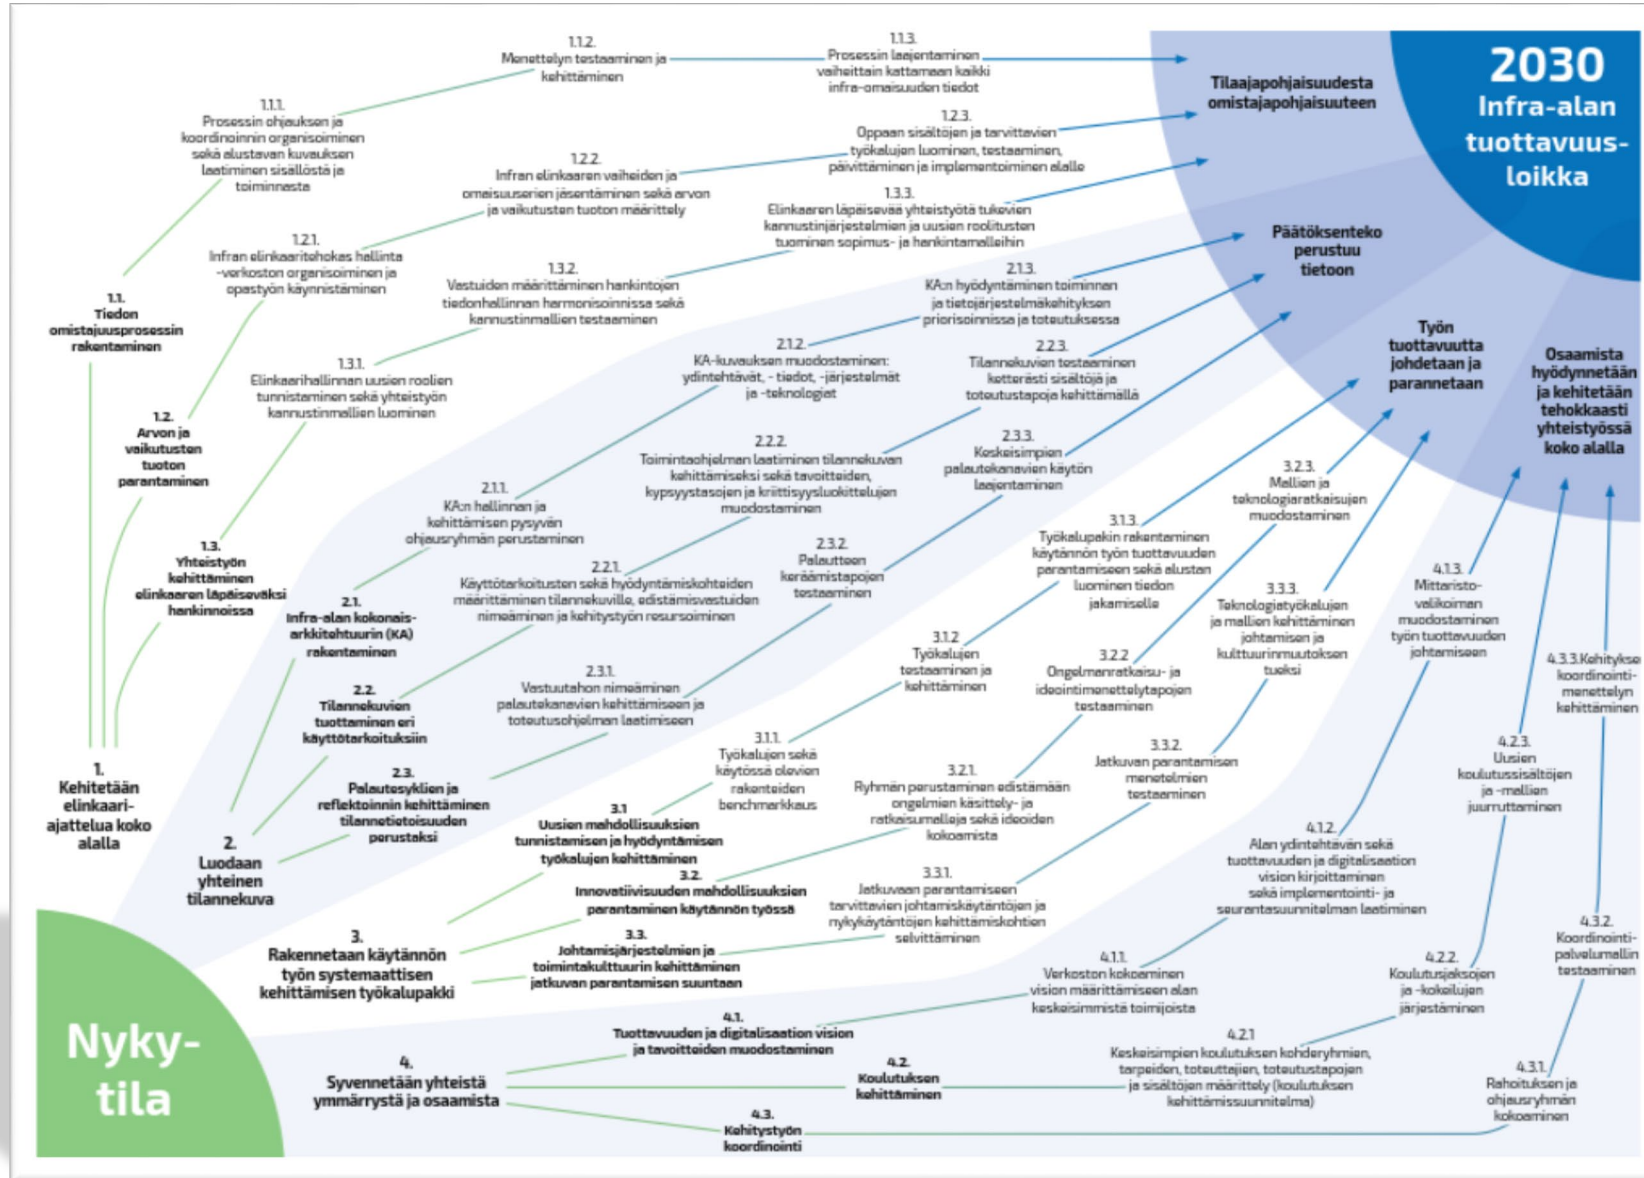 1.1.2.
Menettelyn testaaminen ja
kehittäminen
1.1.3.
Prosessin laajentaminen
vaiheittain kattamaan kaikki
infra-omaisuuden tiedot
1.1.1.
Prosessin ohjauksen ja
koordinoinnin organisoiminen
sekä alustavan kuvauksen
laatiminen sisällöstä ja
toiminnasta
1.1.
Tiedon
omistajuusprosessin
rakentaminen
1.2.3.
Oppaan sisältöjen ja tarvittavien
työkalujen luominen, testaaminen,
päivittäminen ja implementoiminen alalle
1.2.2.
Infran elinkaaren vaiheiden ja
omaisuuserien jäsentäminen sekä arvon
ja vaikutusten tuoton määrittely
1.2.1.
Infran elinkaaritehokas hallinta
-verkoston organisoiminen ja
opastyön käynnistäminen
1.2.
Arvon ja
vaikutusten
tuoton
parantaminen
1.3.3.
Elinkaaren läpäisevää yhteistyötä tukevien
kannustinjärjestelmien ja uusien roolitusten
tuominen sopimus- ja hankintamalleihin
1.3.2.
Vastuiden määrittäminen hankintojen
tiedonhallinnan harmonisoinnissa sekä
kannustinmallien testaaminen
1.3.1.
Elinkaarihallinnan uusien roolien
tunnistaminen sekä yhteistyön
kannustinmallien luominen
1.3.
Yhteistyön
kehittäminen
elinkaaren läpäiseväksi
hankinnoissa
1.
Kehitetään
elinkaari-
ajattelua koko
alalla
Tilaajapohjaisuudesta
omistajapohjaisuuteen
2030
Infra-alan
tuottavuus-
loikka
Päätöksenteko
perustuu
tietoon
Työn
tuottavuutta
johdetaan ja
parannetaan
Osaamista
hyödynnetään
ja kehitetään
tehokkaasti
yhteistyössä
koko alalla
2.1.3.
KA:n hyödyntäminen toiminnan
ja tietojärjestelmäkehityksen
priorisoinnissa ja toteutuksessa
2.1.2.
KA-kuvauksen muodostaminen:
ydintehtävät, - tiedot, -järjestelmät
ja -teknologiat
2.1.1.
KA:n hallinnan ja
kehittämisen pysyvän
ohjausryhmän perustaminen
2.1.
Infra-alan kokonais-
arkkitehtuurin (KA)
rakentaminen
2.2.3.
Tilannekuvien testaaminen
ketterästi sisältöjä ja
toteutustapoja kehittämällä
2.2.2.
Toimintaohjelman laatiminen tilannekuvan
kehittämiseksi sekä tavoitteiden,
kypsyystasojen ja kriittisyysluokittelujen
muodostaminen
2.2.1.
Käyttötarkoitusten sekä hyödyntämiskohteiden
määrittäminen tilannekuville, edistämisvastuiden
nimeäminen ja kehitystyön resursoiminen
2.2.
Tilannekuvien
tuottaminen eri
käyttötarkoituksiin
2.3.3.
Keskeisimpien
palautekanavien käytön
laajentaminen
2.3.2.
Palautteen
keräämistapojen
testaaminen
2.3.1.
Vastuutahon nimeäminen
palautekanavien kehittämiseen ja
toteutusohjelman laatimiseen
2.3.
Palautesyklien ja
reflektoinnin kehittäminen
tilannetietoisuuden
perustaksi
2.
Luodaan
yhteinen
tilannekuva
3.1.3.
Työkalupakin rakentaminen
käytännön työn tuottavuuden
parantamiseen sekä alustan
luominen tiedon
jakamiselle
3.1.2
Työkalujen
testaaminen ja
kehittäminen
3.1.1.
Työkalujen sekä
käytössä olevien
rakenteiden
benchmarkkaus
3.1
Uusien mahdollisuuksien
tunnistamisen ja hyödyntämisen
työkalujen kehittäminen
3.2.3.
Mallien ja
teknologiaratkaisujen
muodostaminen
3.2.2
Ongelmanratkaisu- ja
ideointimenettelytapojen
testaaminen
3.2.1.
Ryhmän perustaminen edistämään
ongelmien käsittely- ja
ratkaisumalleja sekä ideoiden
kokoamista
3.2.
Innovatiivisuuden mahdollisuuksien
parantaminen käytännön työssä
3.3.3.
Teknologiatyökalujen
ja mallien kehittäminen
johtamisen ja
kulttuurinmuutoksen
tueksi
3.3.2.
Jatkuvan parantamisen
menetelmien
testaaminen
3.3.1.
Jatkuvaan parantamiseen
tarvittavien johtamiskäytäntöjen ja
nykykäytäntöjen kehittämiskohtien
selvittäminen
3.3.
Johtamisjärjestelmien ja
toimintakulttuurin kehittäminen
jatkuvan parantamisen suuntaan
3.
Rakennetaan käytännön
työn systemaattisen
kehittämisen työkalupakki
4.1.3.
Mittaristo-
valikoiman
muodostaminen
työn tuottavuuden
johtamiseen
4.1.2.
Alan ydintehtävän sekä
tuottavuuden ja digitalisaation
vision kirjoittaminen
sekä implementointi- ja
seurantasuunnitelman laatiminen
4.1.1.
Verkoston kokoaminen
vision määrittämiseen alan
keskeisimmistä toimijoista
4.1.
Tuottavuuden ja digitalisaation vision
ja tavoitteiden muodostaminen
4.2.3.
Uusien
koulutussisältöjen
ja -mallien
juurruttaminen
4.2.2.
Koulutusjaksojen
ja -kokeilujen
järjestäminen
4.2.1
Keskeisimpien koulutuksen kohderyhmien,
tarpeiden, toteuttajien, toteutustapojen
ja sisältöjen määrittely (koulutuksen
kehittämissuunnitelma)
4.2.
Koulutuksen
kehittäminen
4.3.3.Kehitykse
koordinointi-
menettelyn
kehittäminen
4.3.2.
Koordinointi-
palvelumallin
testaaminen
4.3.1.
Rahoituksen ja
ohjausryhmän
kokoaminen
4.3.
Kehitystyön
koordinointi
4.
Syvennetään yhteistä
ymmärrystä ja osaamista
Nyky-
tila